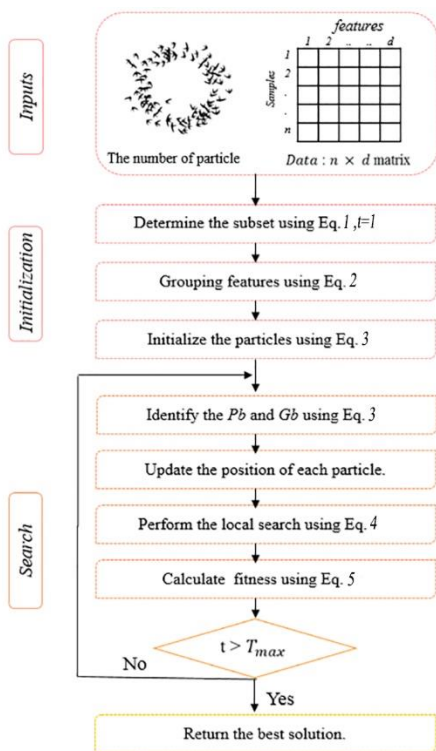 Inputs
features
1 2 .. .. d
Samples
1
2
.
.
n
The number of particle
Data : n × d matrix
Initialization
Determine the subset using Eq.1 ,t=1
Grouping features using Eq.2
Initialize the particles using Eq.3
Search
Identify the Pb and Gb using Eq.3
Update the position of each particle.
Perform the local search using Eq.4
Calculate fitness using Eq.5
t > Tmax
No
Yes
Return the best solution.